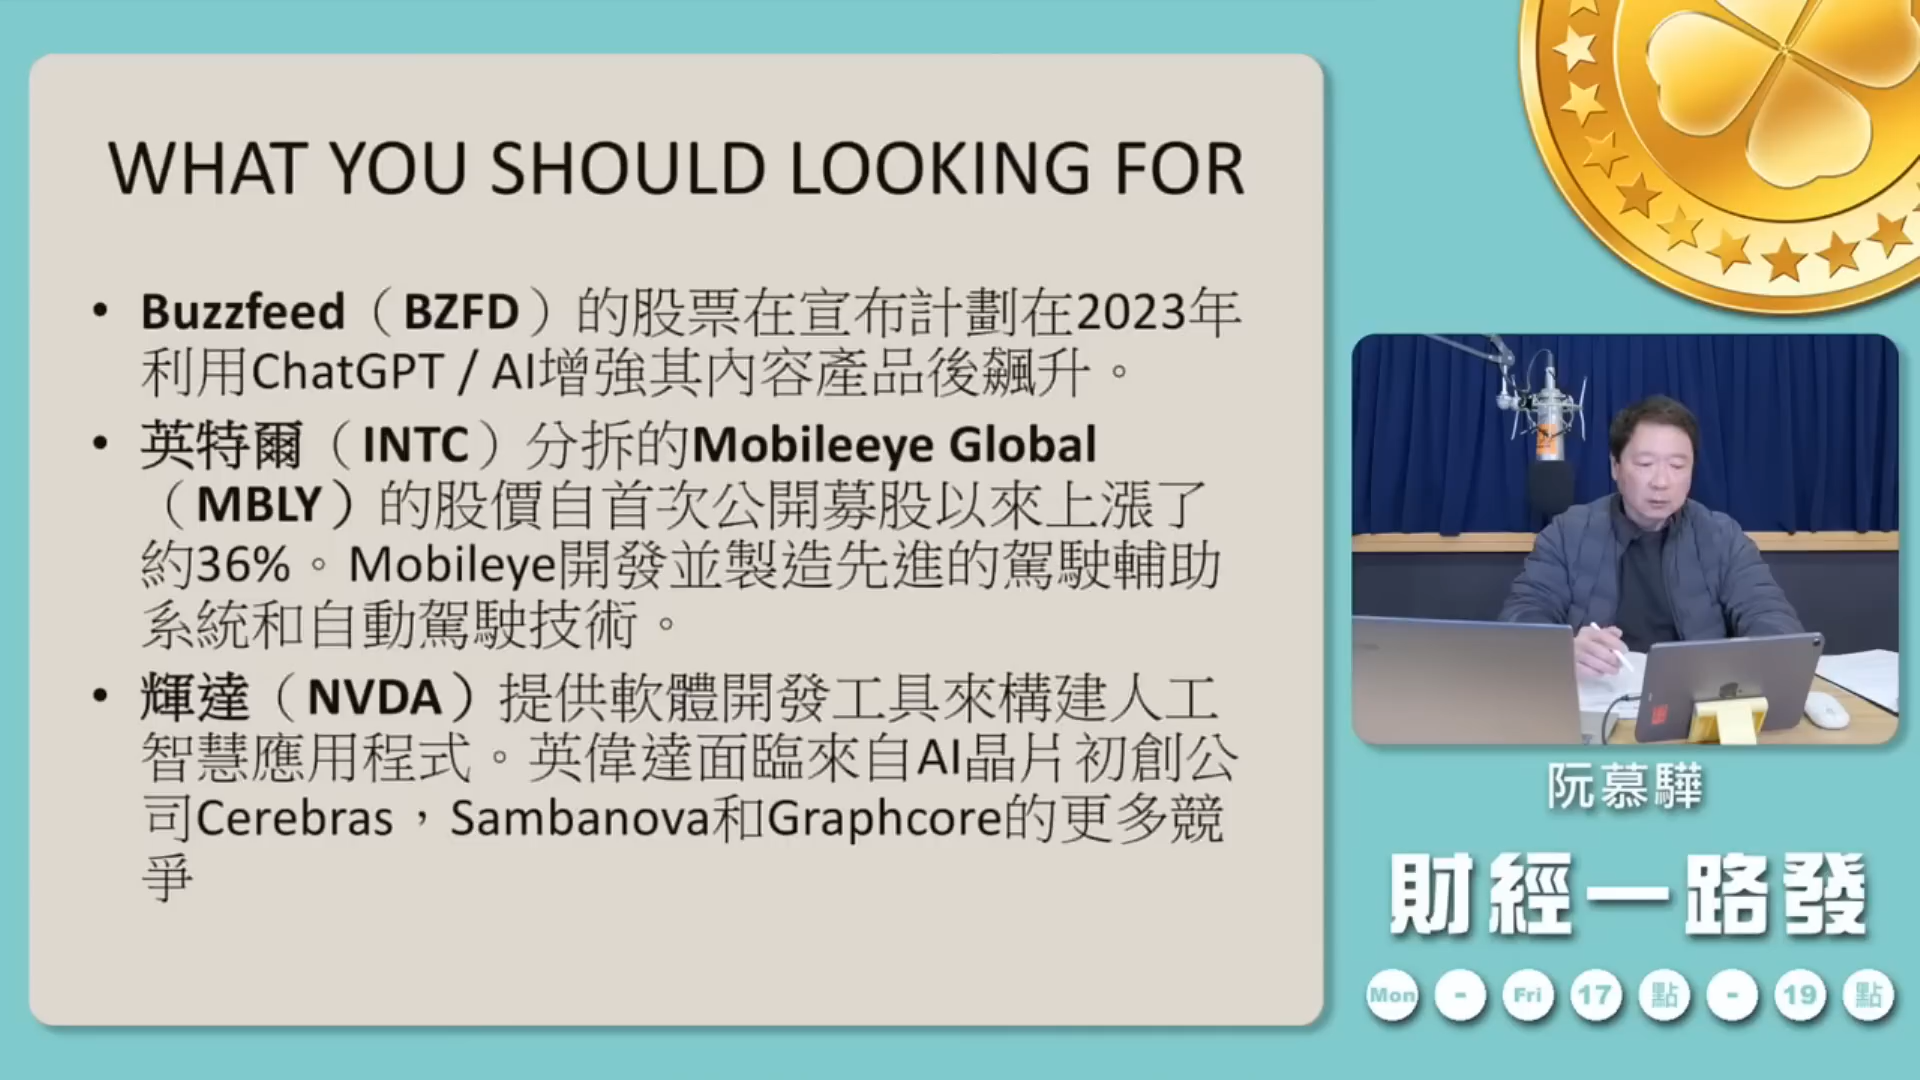 WHAT YOU SHOULD LOOKING FOR
• Buzzfeed（BZFD）的股票在宣布計劃在2023年
利用ChatGPT / AI增強其內容產品後飆升。
• 英特爾（INTC）分拆的Mobileeye Global
（MBLY）的股價自首次公開募股以來上漲了
約36%。Mobileye開發並製造先進的駕駛輔助
系統和自動駕駛技術。
• 輝達（NVDA）提供軟體開發工具來構建人工
智慧應用程式。英偉達面臨來自AI晶片初創公
司Cerebras，Sambanova和Graphcore的更多競
爭
阮慕驊
財經一路發
Mon - Fri 17 點 - 19 點